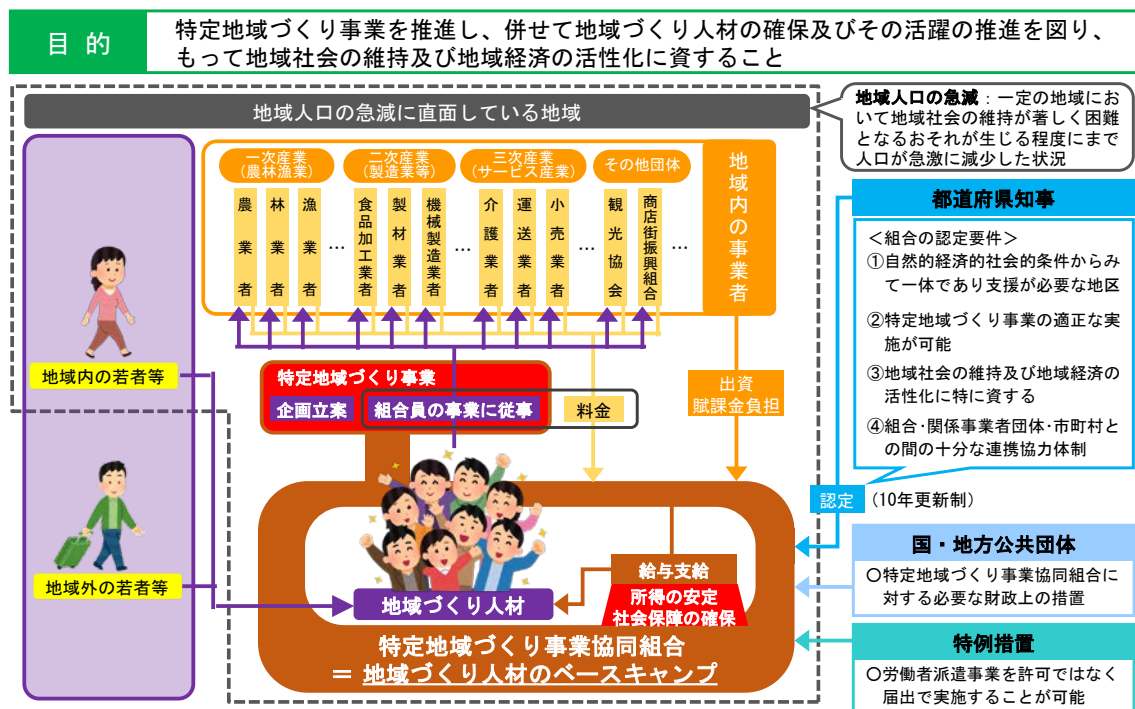 目的
特定地域づくり事業を推進し、併せて地域づくり人材の確保及びその活躍の推進を図り、
もって地域社会の維持及び地域経済の活性化に資すること
地域人口の急減に直面している地域
地域人口の急減：一定の地域にお
いて地域社会の維持が著しく困難
となるおそれが生じる程度にまで
人口が急激に減少した状況
一次産業
（農林漁業）
二次産業
（製造業等）
三次産業
（サービス産業）
その他団体
農業者
林業者
漁業者
…
食品加工業者
製材業者
機械製造業者
…
介護業者
運送業者
小売業者
…
観光協会
商店街振興組合
…
地域内の事業者
都道府県知事
＜組合の認定要件＞
①自然的経済的社会的条件からみ
て一体であり支援が必要な地区
②特定地域づくり事業の適正な実
施が可能
③地域社会の維持及び地域経済の
活性化に特に資する
④組合・関係事業者団体・市町村と
の間の十分な連携協力体制
認定
（10年更新制）
地域内の若者等
地域外の若者等
特定地域づくり事業
企画立案
組合員の事業に従事
料金
出資
賦課金負担
給与支給
所得の安定
社会保障の確保
地域づくり人材
特定地域づくり事業協同組合
＝ 地域づくり人材のベースキャンプ
国・地方公共団体
〇特定地域づくり事業協同組合に
対する必要な財政上の措置
特例措置
〇労働者派遣事業を許可ではなく
届出で実施することが可能